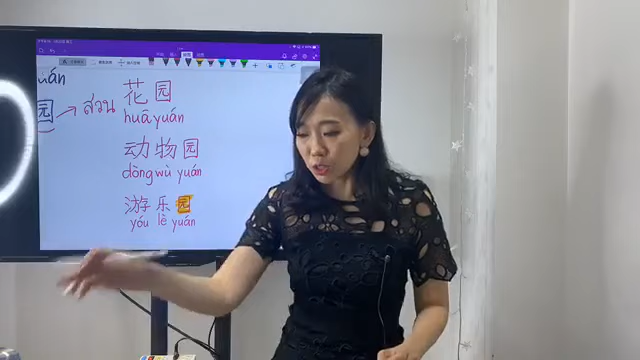 uán
园 → สวน
花园
huāyuán
动物园
dòngwù yuán
游乐园
yóu lè yuán